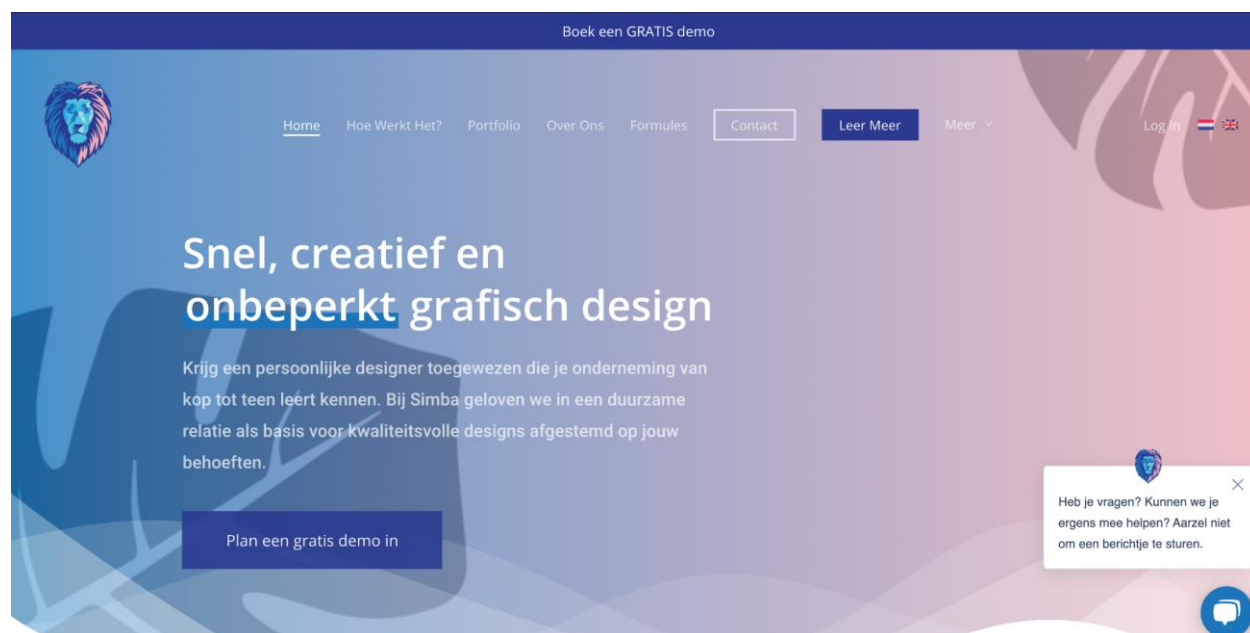 Boek een GRATIS demo
Home Hoe Werkt Het? Portfolio Over Ons Formules Contact Leer Meer Meer Log In
Snel, creatief en
onbeperkt grafisch design
Krijg een persoonlijke designer toegewezen die je onderneming van
kop tot teen leert kennen. Bij Simba geloven we in een duurzame
relatie als basis voor kwaliteitsvolle designs afgestemd op jouw
behoeften.
Plan een gratis demo in
Heb je vragen? Kunnen we je
ergens mee helpen? Aarzel niet
om een berichtje te sturen.